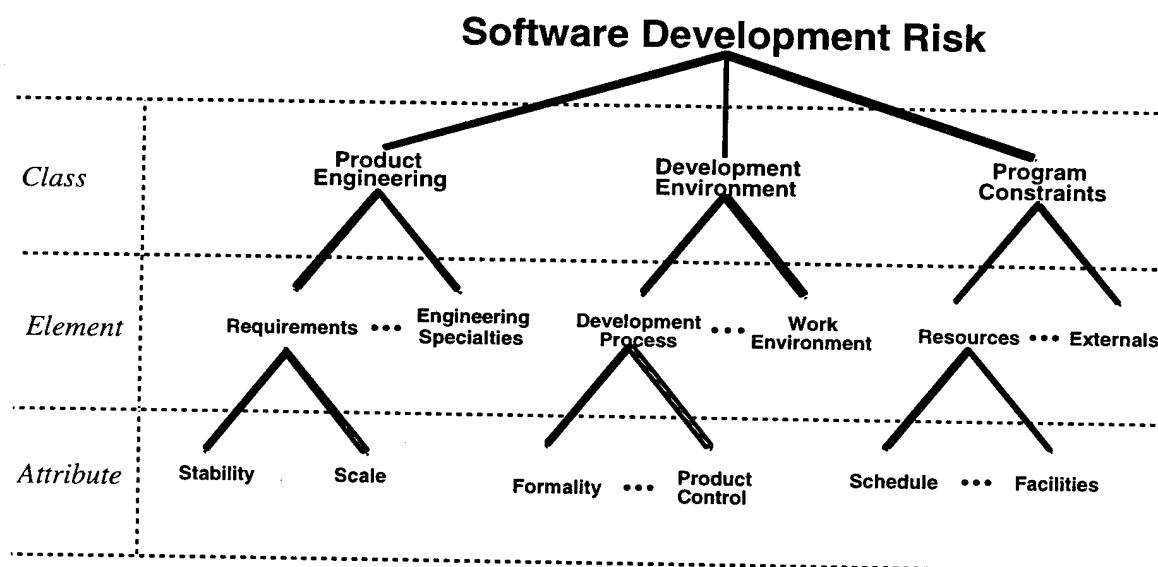 Software Development Risk
Class
Product
Engineering
Development
Environment
Program
Constraints
Element
Requirements ••• Engineering
Specialties
Development
Process ••• Work
Environment
Resources ••• Externals
Attribute
Stability
Scale
Formality ••• Product
Control
Schedule ••• Facilities